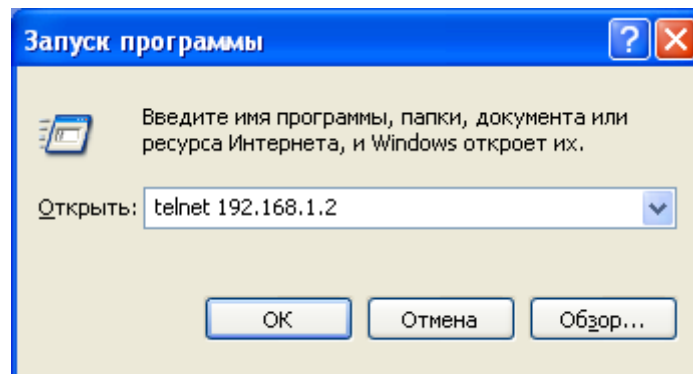 Запуск программы
Введите имя программы, папки, документа или
ресурса Интернета, и Windows откроет их.
Открыть: telnet 192.168.1.2
ОК Отмена Обзор...